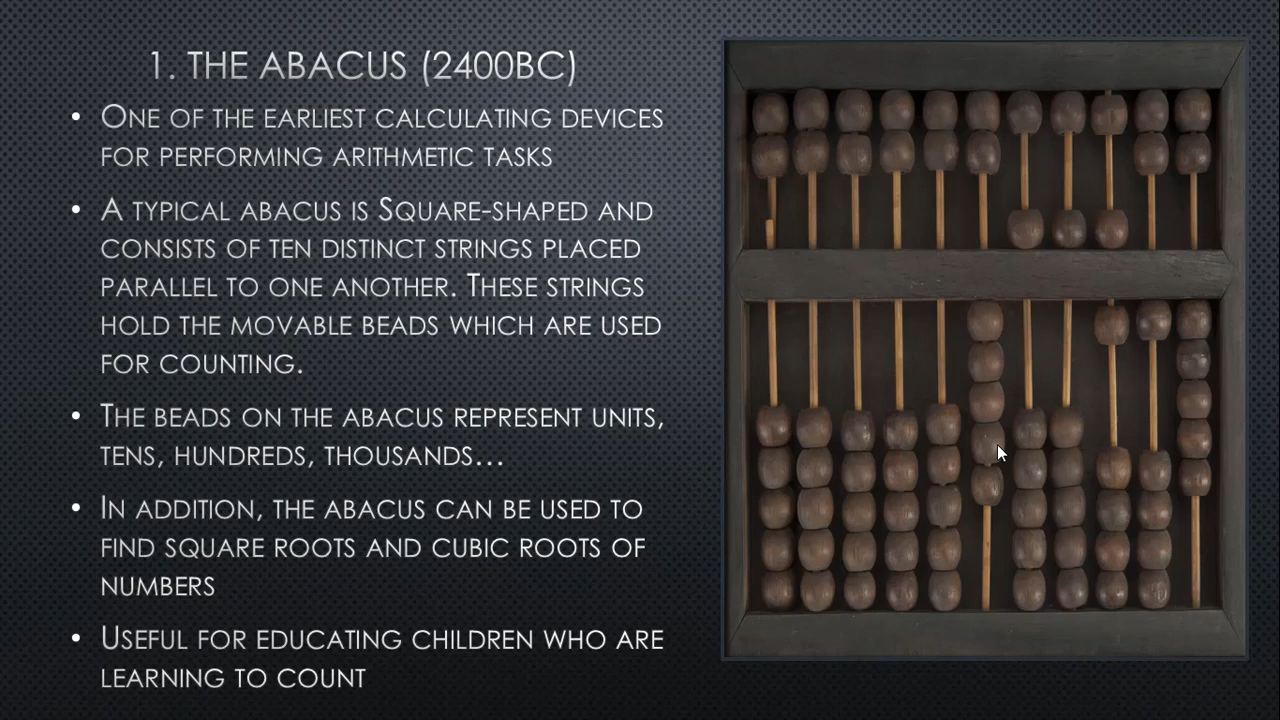 1. THE ABACUS (2400BC)
• ONE OF THE EARLIEST CALCULATING DEVICES
FOR PERFORMING ARITHMETIC TASKS
• A TYPICAL ABACUS IS SQUARE-SHAPED AND
CONSISTS OF TEN DISTINCT STRINGS PLACED
PARALLEL TO ONE ANOTHER. THESE STRINGS
HOLD THE MOVABLE BEADS WHICH ARE USED
FOR COUNTING.
• THE BEADS ON THE ABACUS REPRESENT UNITS,
TENS, HUNDREDS, THOUSANDS...
• IN ADDITION, THE ABACUS CAN BE USED TO
FIND SQUARE ROOTS AND CUBIC ROOTS OF
NUMBERS
• USEFUL FOR EDUCATING CHILDREN WHO ARE
LEARNING TO COUNT